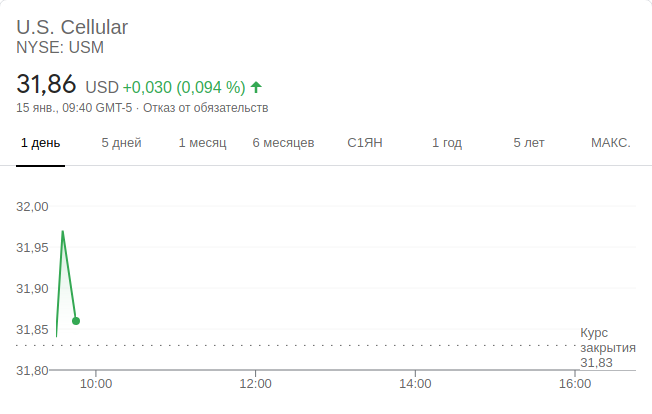 U.S. Cellular
NYSE: USM
31,86 USD +0,030 (0,094 %)
15 янв., 09:40 GMT-5 · Отказ от обязательств
1 день 5 дней 1 месяц 6 месяцев С1ЯН 1 год 5 лет МАКС.
32,00
31,95
31,90
31,85
31,80
Курс
закрытия
31,83
10:00 12:00 14:00 16:00